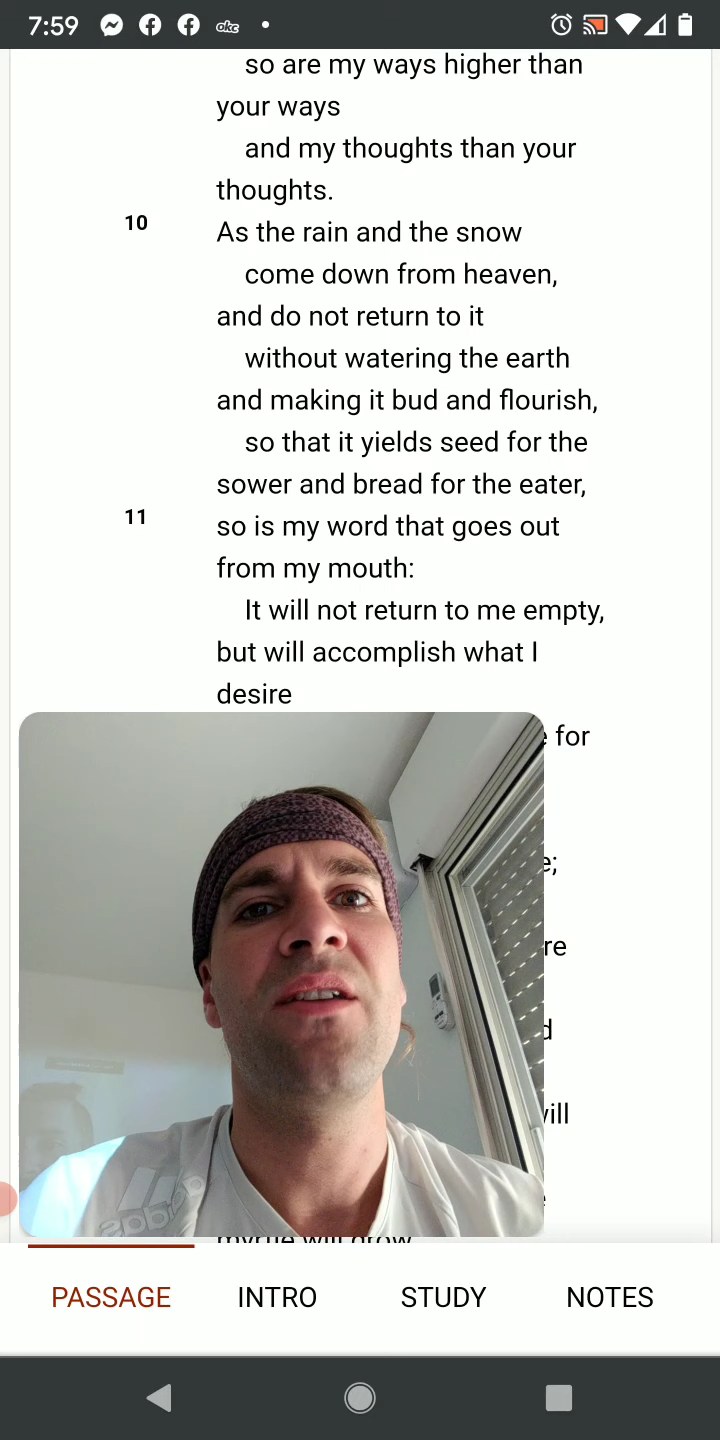 7:59
okc
so are my ways higher than
your ways
and my thoughts than your
thoughts.
10
As the rain and the snow
come down from heaven,
and do not return to it
without watering the earth
and making it bud and flourish,
so that it yields seed for the
sower and bread for the eater,
11
so is my word that goes out
from my mouth:
It will not return to me empty,
but will accomplish what I
desire
for
myrtle will grow
adidas
PASSAGE INTRO STUDY NOTES